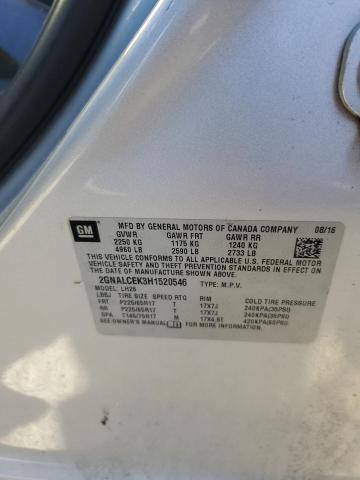 GM
MFD BY GENERAL MOTORS OF CANADA COMPANY 08/16
GVWR GAWR FRT GAWR RR
2250 KG 1175 KG 1240 KG
4960 LB 2590 LB 2733 LB
THIS VEHICLE CONFORMS TO ALL APPLICABLE U.S. FEDERAL MOTOR
VEHICLE SAFETY AND THEFT PREVENTION STANDARDS IN EFFECT
ON THE DATE OF MANUFACTURE SHOWN ABOVE.
2GNALCEK3H1520546 TYPE: M.P.V.
MODEL: LH26
TIRE SIZE SPEED RTG RIM COLD TIRE PRESSURE
FRT P225/65R17 T 17X7J 240KPA(35PSI)
RR P225/65R17 T 17X7J 240KPA(35PSI)
SPA T145/70R17 M 17X4.5T 420KPA(60PSI)
SEE OWNER'S MANUAL FOR MORE INFORMATION.